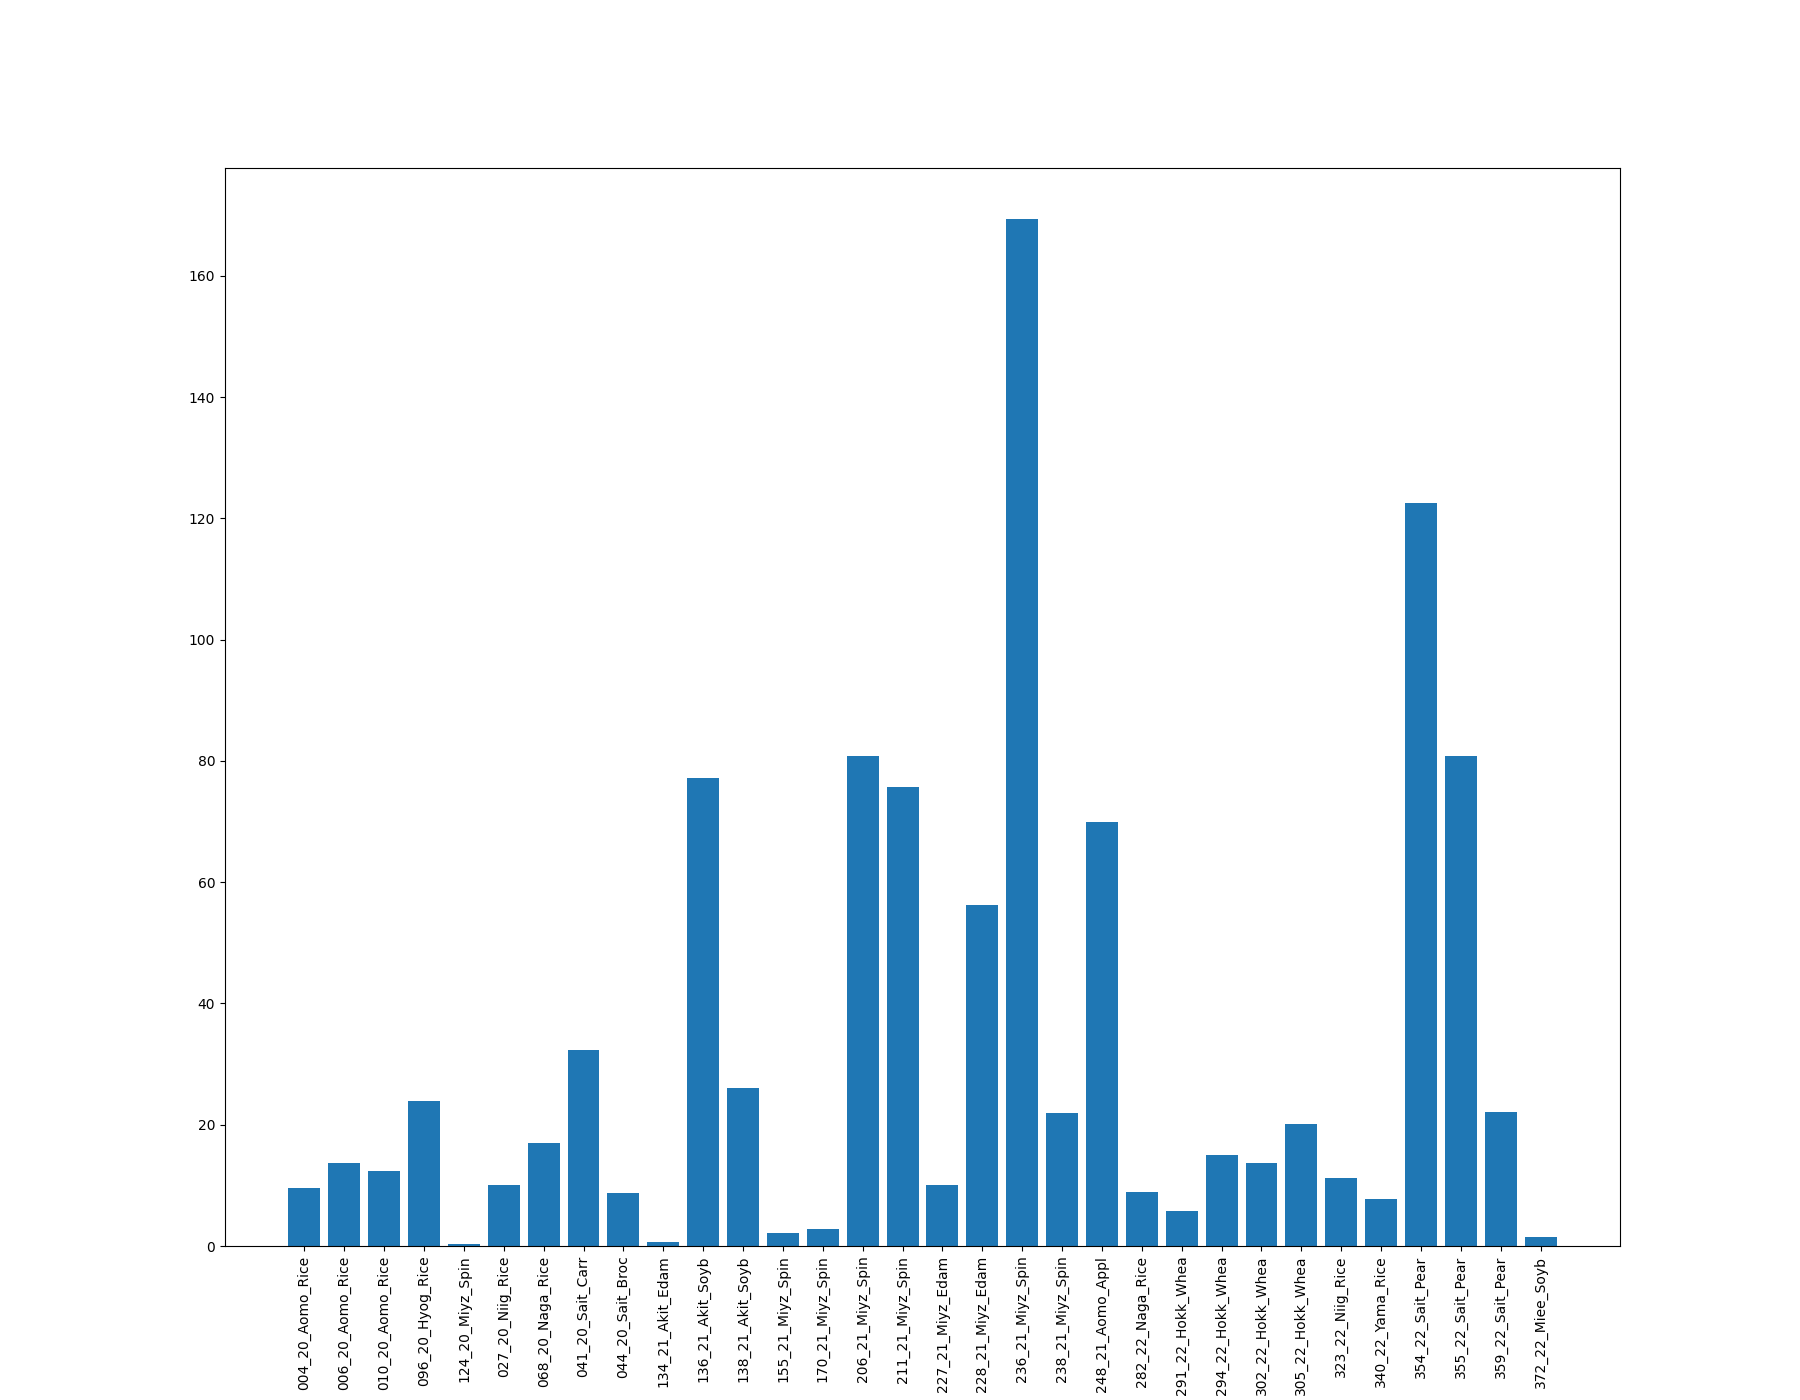 160
140
120
100
80
60
40
20
0
004_20_Aomo_Rice
006_20_Aomo_Rice
010_20_Aomo_Rice
096_20_Hyog_Rice
124_20_Miyz_Spin
027_20_Niig_Rice
068_20_Naga_Rice
041_20_Sait_Carr
044_20_Sait_Broc
134_21_Akit_Edam
136_21_Akit_Soyb
138_21_Akit_Soyb
155_21_Miyz_Spin
170_21_Miyz_Spin
206_21_Miyz_Spin
211_21_Miyz_Spin
227_21_Miyz_Edam
228_21_Miyz_Edam
236_21_Miyz_Spin
238_21_Miyz_Spin
248_21_Aomo_Appl
282_22_Naga_Rice
291_22_Hokk_Whea
294_22_Hokk_Whea
302_22_Hokk_Whea
305_22_Hokk_Whea
323_22_Niig_Rice
340_22_Yama_Rice
354_22_Sait_Pear
355_22_Sait_Pear
359_22_Sait_Pear
372_22_Miee_Soyb